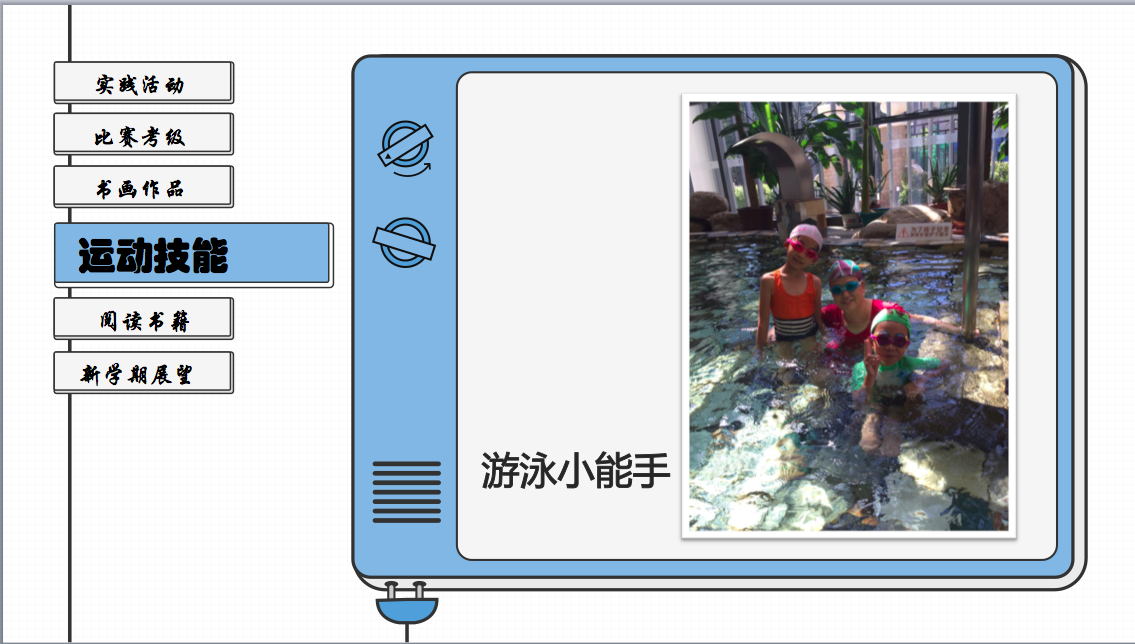 实践活动
比赛考级
书画作品
运动技能
阅读书籍
新学期展望
游泳小能手